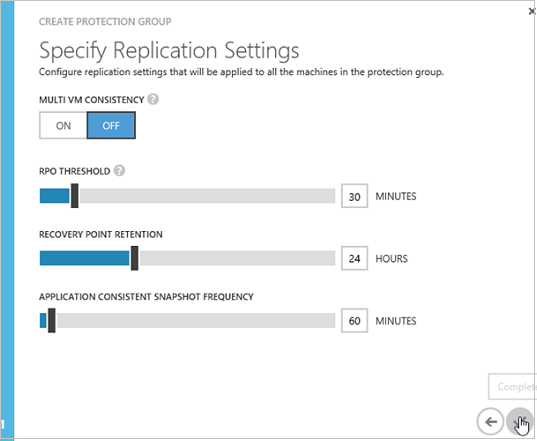 CREATE PROTECTION GROUP
Specify Replication Settings
Configure replication settings that will be applied to all the machines in the protection group.
MULTI VM CONSISTENCY ?
ON OFF
RPO THRESHOLD ?
30 MINUTES
RECOVERY POINT RETENTION
24 HOURS
APPLICATION CONSISTENT SNAPSHOT FREQUENCY
60 MINUTES
Complete
1